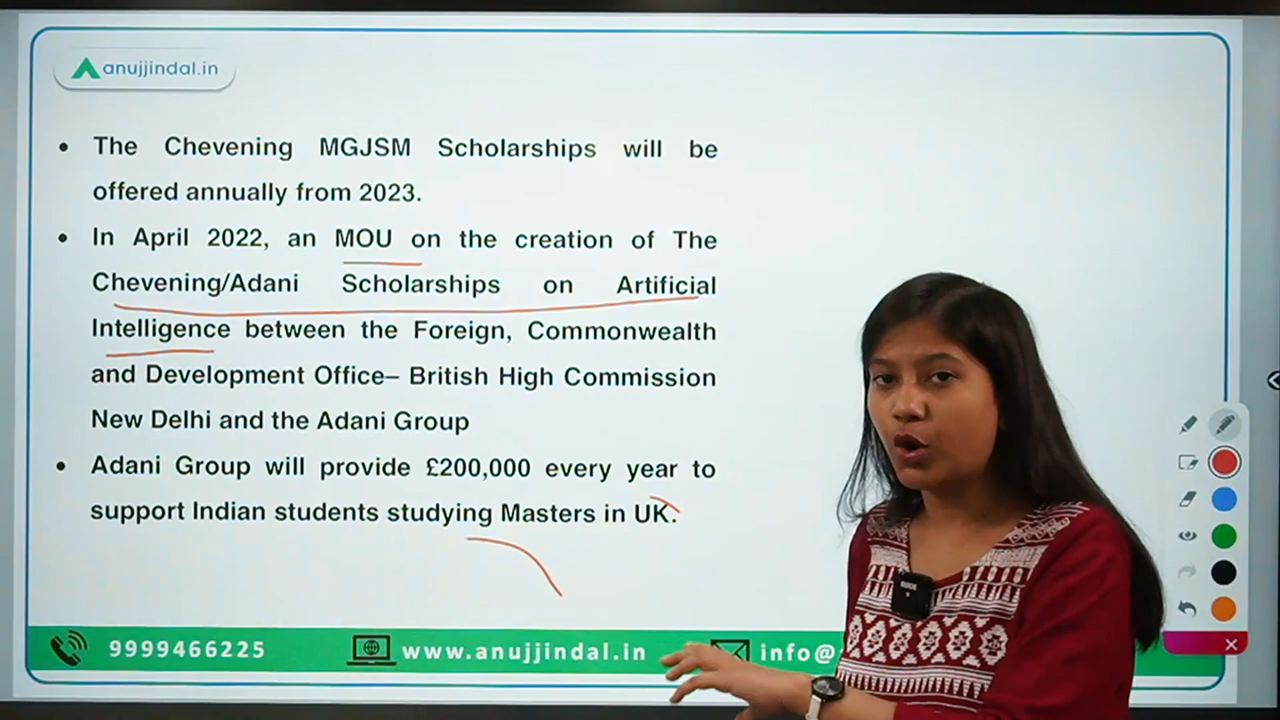 anujjindal.in
• The Chevening MGJSM Scholarships will be
offered annually from 2023.
• In April 2022, an MOU on the creation of The
Chevening/Adani Scholarships on Artificial
Intelligence between the Foreign, Commonwealth
and Development Office– British High Commission
New Delhi and the Adani Group
• Adani Group will provide £200,000 every year to
support Indian students studying Masters in UK.
9999466225 www.anujjindal.in info@